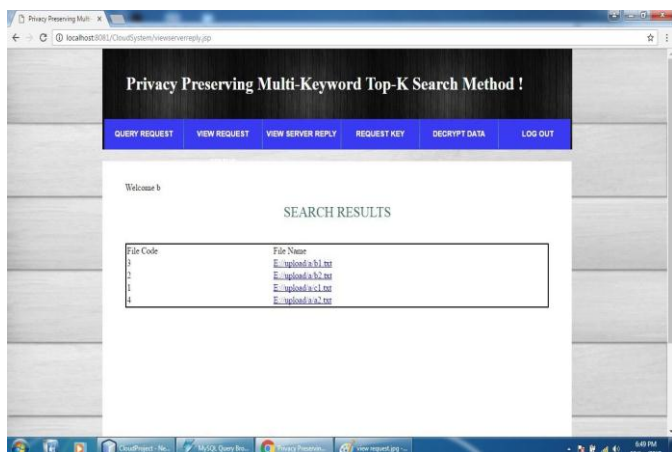 Privacy Preserving Multi-
localhost:8081/CloudSystem/viewserverreply.jsp
Privacy Preserving Multi-Keyword Top-K Search Method !
QUERY REQUEST VIEW REQUEST VIEW SERVER REPLY REQUEST KEY DECRYPT DATA LOG OUT
Welcome b
SEARCH RESULTS
File Code File Name
3 E://upload/a/b1.txt
2 E://upload/a/b2.txt
1 E://upload/a/c1.txt
4 E://upload/a/a2.txt
CloudProject - Ne... MySQL Query Bro... Privacy Preservin... view request.jpg -... 6:49 PM